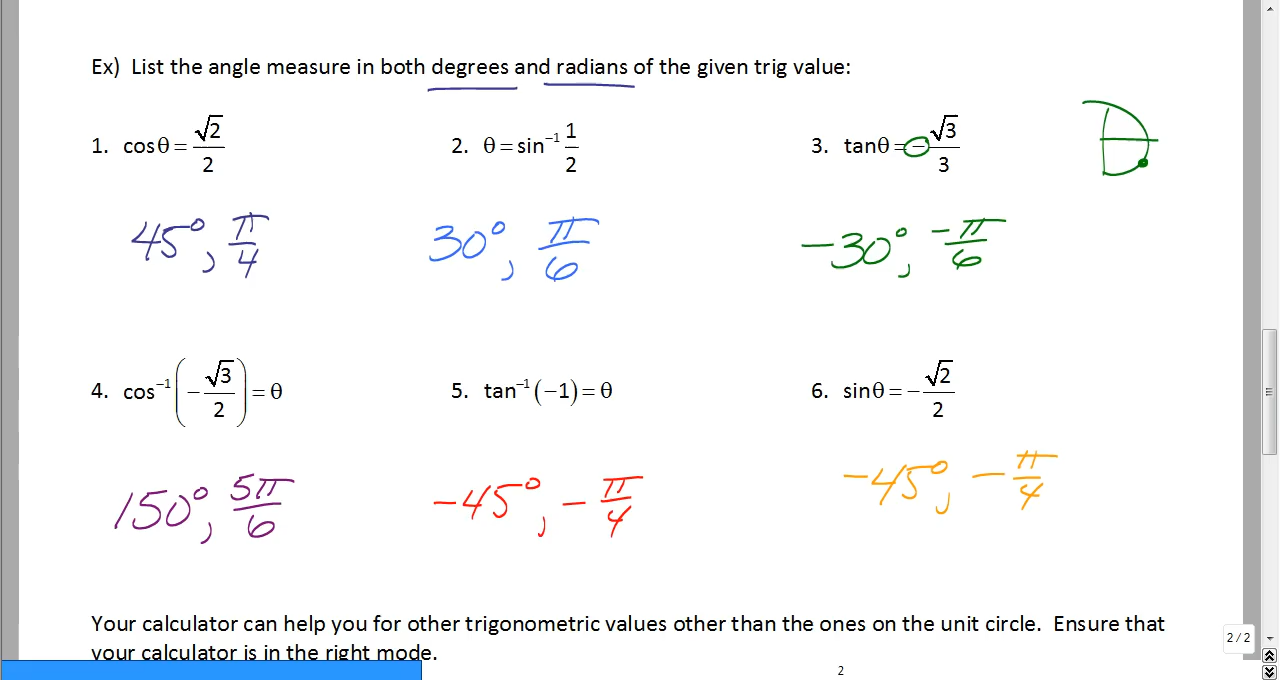 Ex) List the angle measure in both degrees and radians of the given trig value:
1. cosθ = √2/2 2. θ = sin⁻¹ 1/2 3. tanθ = -√3/3
45°, π/4 30°, π/6 -30°, -π/6
4. cos⁻¹(-√3/2) = θ 5. tan⁻¹(-1) = θ 6. sinθ = -√2/2
150°, 5π/6 -45°, -π/4 -45°, -π/4
Your calculator can help you for other trigonometric values other than the ones on the unit circle. Ensure that
your calculator is in the right mode.
2/2
2